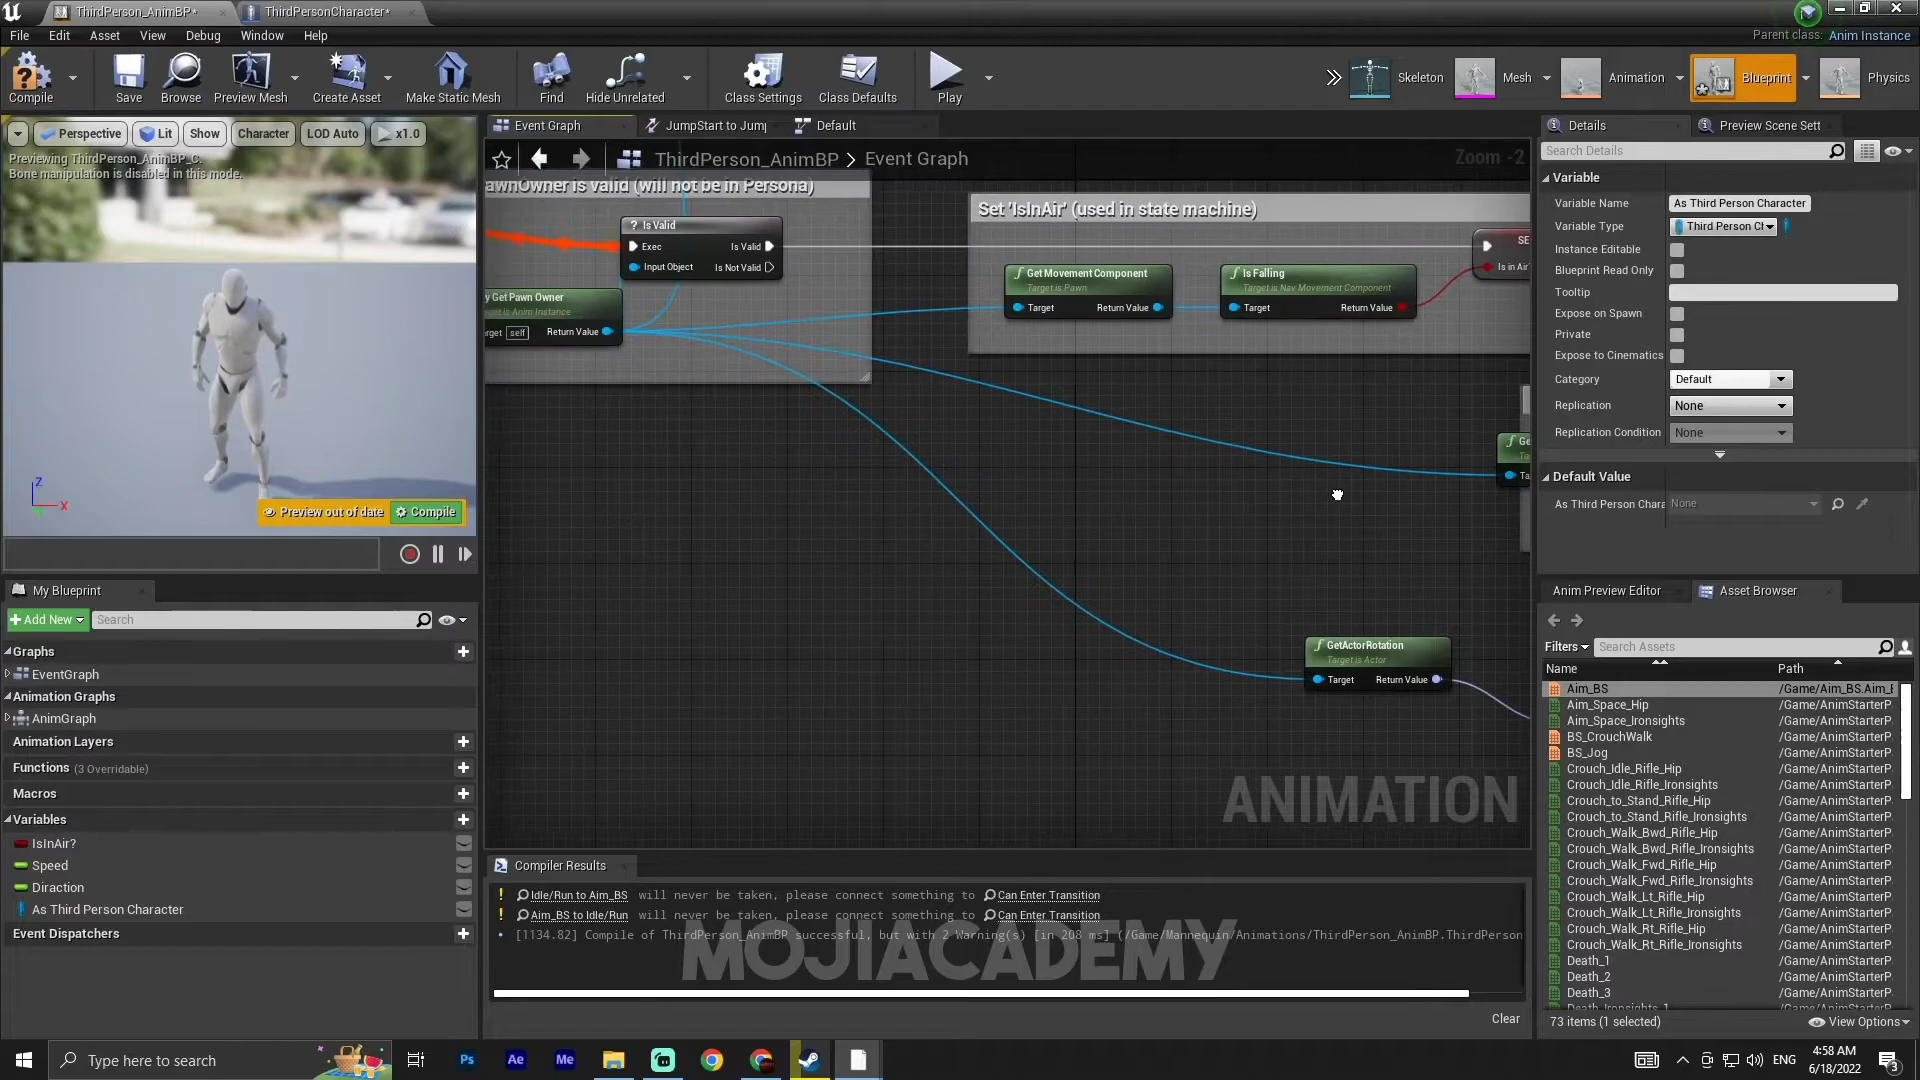 ThirdPerson_AnimBP*
ThirdPersonCharacter*
File Edit Asset View Debug Window Help
Parent class: Anim Instance
Compile Save Browse Preview Mesh Create Asset Make Static Mesh Find Hide Unrelated Class Settings Class Defaults Play
Skeleton Mesh Animation Blueprint Physics
Perspective Lit Show Character LOD Auto x1.0
Previewing ThirdPerson_AnimBP_C.
Bone manipulation is disabled in this mode.
Z
X
Preview out of date Compile
My Blueprint
Add New Search
Graphs
EventGraph
Animation Graphs
AnimGraph
Animation Layers
Functions (3 Overridable)
Macros
Variables
IsInAir?
Speed
Diraction
As Third Person Character
Event Dispatchers
Event Graph JumpStart to Jump Default
ThirdPerson_AnimBP > Event Graph
Zoom -2
awnOwner is valid (will not be in Persona)
? Is Valid
Exec Is Valid
Input Object Is Not Valid
y Get Pawn Owner
et is Anim Instance
rget self Return Value
Set 'IsInAir' (used in state machine)
Get Movement Component
Target is Pawn
Target Return Value
Is Falling
Target is Nav Movement Component
Target Return Value
SE
Is in Air
Ge
Ta
Ta
GetActorRotation
Target is Actor
Target Return Value
ANIMATION
Compiler Results
! Idle/Run to Aim_BS will never be taken, please connect something to Can Enter Transition
! Aim_BS to Idle/Run will never be taken, please connect something to Can Enter Transition
[1134.82] Compile of ThirdPerson_AnimBP successful, but with 2 Warning(s) [in 208 ms] (/Game/Mannequin/Animations/ThirdPerson_AnimBP.ThirdPerson
MOJIACADEMY
Clear
Details Preview Scene Sett
Search Details
Variable
Variable Name As Third Person Character
Variable Type Third Person Ch
Instance Editable
Blueprint Read Only
Tooltip
Expose on Spawn
Private
Expose to Cinematics
Category Default
Replication None
Replication Condition None
Default Value
As Third Person Chara None
Anim Preview Editor Asset Browser
Filters Search Assets
Name Path
Aim_BS /Game/Aim_BS.Aim_B
Aim_Space_Hip /Game/AnimStarterP
Aim_Space_Ironsights /Game/AnimStarterP
BS_CrouchWalk /Game/AnimStarterP
BS_Jog /Game/AnimStarterP
Crouch_Idle_Rifle_Hip /Game/AnimStarterP
Crouch_Idle_Rifle_Ironsights /Game/AnimStarterP
Crouch_to_Stand_Rifle_Hip /Game/AnimStarterP
Crouch_to_Stand_Rifle_Ironsights /Game/AnimStarterP
Crouch_Walk_Bwd_Rifle_Hip /Game/AnimStarterP
Crouch_Walk_Bwd_Rifle_Ironsights /Game/AnimStarterP
Crouch_Walk_Fwd_Rifle_Hip /Game/AnimStarterP
Crouch_Walk_Fwd_Rifle_Ironsights /Game/AnimStarterP
Crouch_Walk_Lt_Rifle_Hip /Game/AnimStarterP
Crouch_Walk_Lt_Rifle_Ironsights /Game/AnimStarterP
Crouch_Walk_Rt_Rifle_Hip /Game/AnimStarterP
Crouch_Walk_Rt_Rifle_Ironsights /Game/AnimStarterP
Death_1 /Game/AnimStarterP
Death_2 /Game/AnimStarterP
Death_3 /Game/AnimStarterP
Death_Ironsights_1 /Game/AnimStarterP
73 items (1 selected) View Options
Type here to search
Ps Ae Me
ENG
4:58 AM
6/18/2022
3